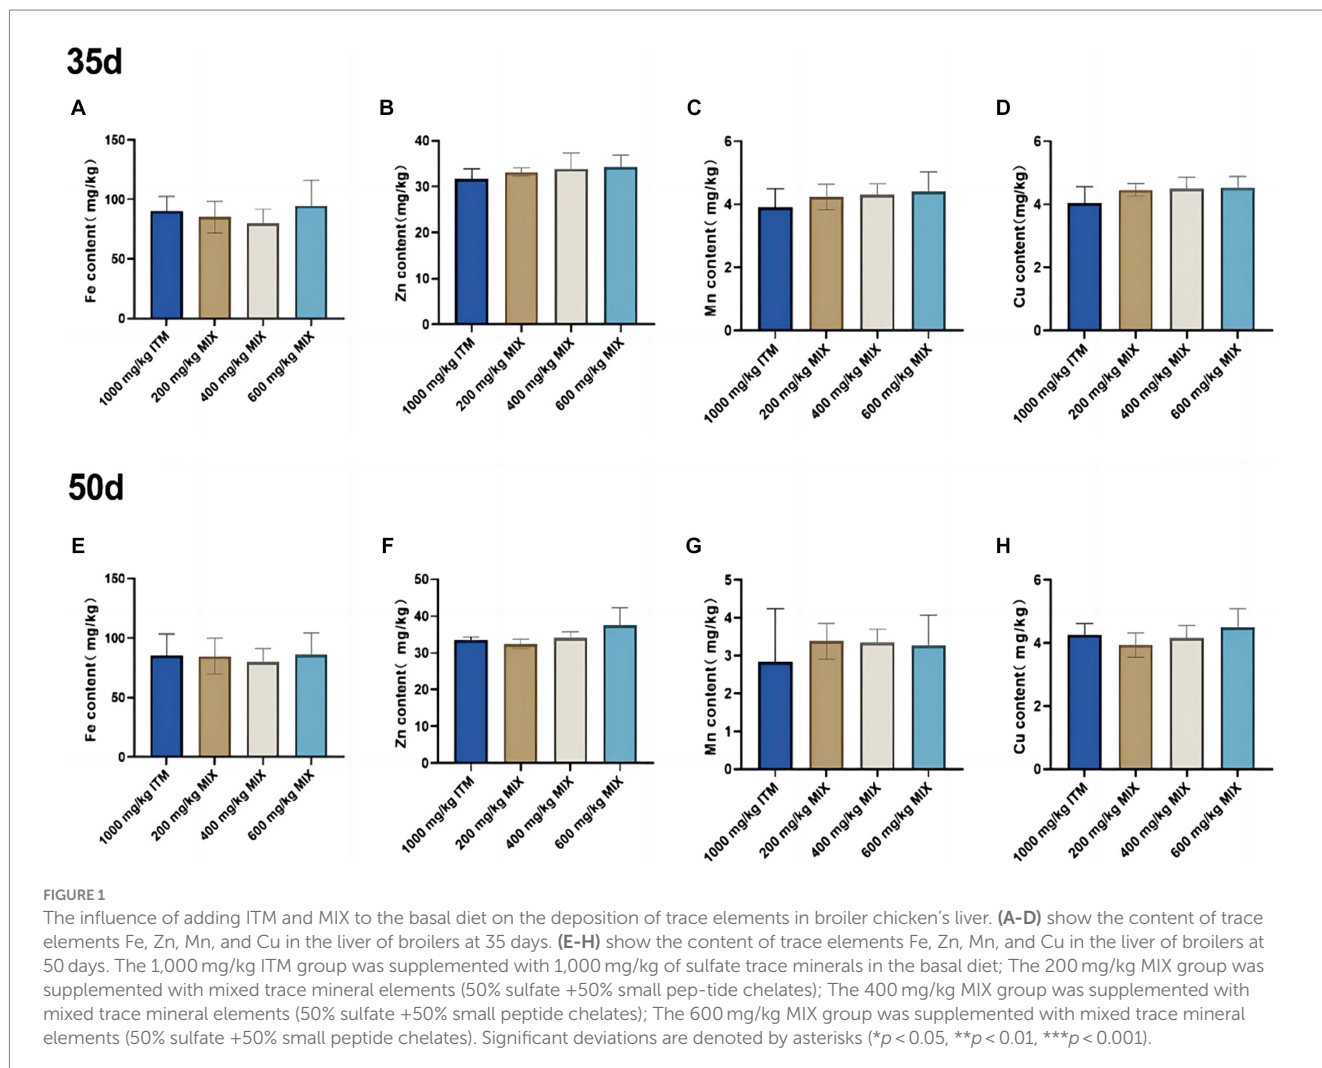 35d
A
B
C
D
Fe content( mg/kg)
150
100
50
0
1000 mg/kg ITM
200 mg/kg MIX
400 mg/kg MIX
600 mg/kg MIX
Zn content(mg/kg)
40
30
20
10
0
1000 mg/kg ITM
200 mg/kg MIX
400 mg/kg MIX
600 mg/kg MIX
Mn content( mg/kg)
6
4
2
0
1000 mg/kg ITM
200 mg/kg MIX
400 mg/kg MIX
600 mg/kg MIX
Cu content(mg/kg)
6
4
2
0
1000 mg/kg ITM
200 mg/kg MIX
400 mg/kg MIX
600 mg/kg MIX
50d
E
F
G
H
Fe content( mg/kg)
150
100
50
0
1000 mg/kg ITM
200 mg/kg MIX
400 mg/kg MIX
600 mg/kg MIX
Zn content( mg/kg)
50
40
30
20
10
0
1000 mg/kg ITM
200 mg/kg MIX
400 mg/kg MIX
600 mg/kg MIX
Mn content( mg/kg)
5
4
3
2
1
0
1000 mg/kg ITM
200 mg/kg MIX
400 mg/kg MIX
600 mg/kg MIX
Cu content( mg/kg)
6
4
2
0
1000 mg/kg ITM
200 mg/kg MIX
400 mg/kg MIX
600 mg/kg MIX
FIGURE 1
The influence of adding ITM and MIX to the basal diet on the deposition of trace elements in broiler chicken's liver. (A-D) show the content of trace
elements Fe, Zn, Mn, and Cu in the liver of broilers at 35 days. (E-H) show the content of trace elements Fe, Zn, Mn, and Cu in the liver of broilers at
50 days. The 1,000 mg/kg ITM group was supplemented with 1,000 mg/kg of sulfate trace minerals in the basal diet; The 200 mg/kg MIX group was
supplemented with mixed trace mineral elements (50% sulfate +50% small pep-tide chelates); The 400 mg/kg MIX group was supplemented with
mixed trace mineral elements (50% sulfate +50% small peptide chelates); The 600 mg/kg MIX group was supplemented with mixed trace mineral
elements (50% sulfate +50% small peptide chelates). Significant deviations are denoted by asterisks (*p < 0.05, **p < 0.01, ***p < 0.001).